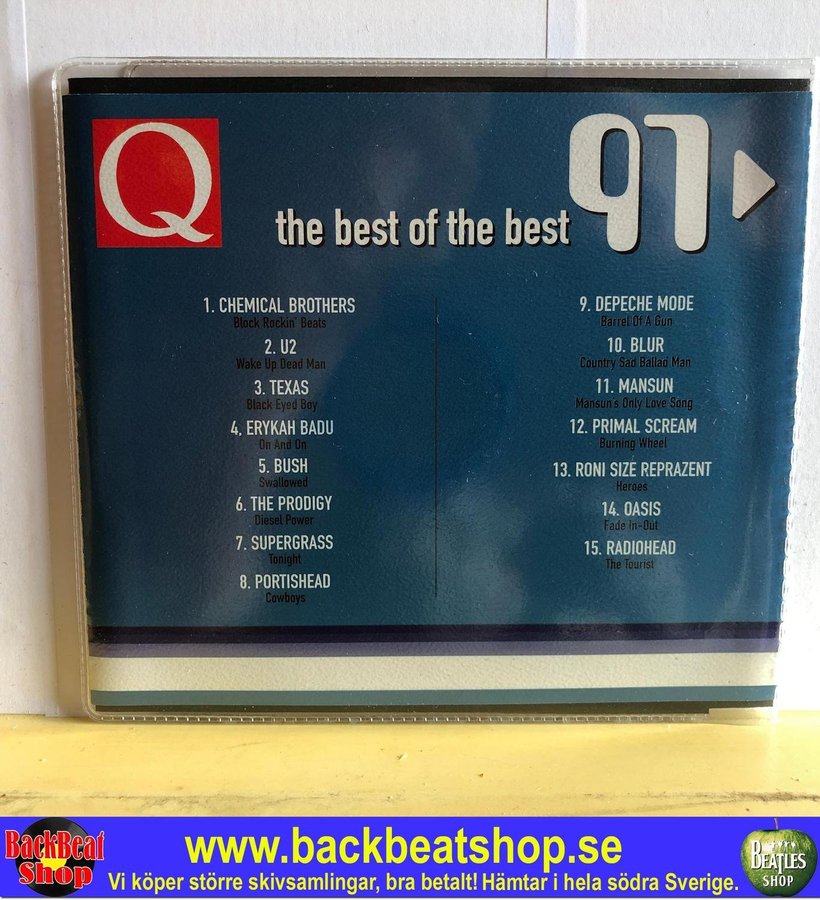 Q
the best of the best 97
1. CHEMICAL BROTHERS
Block Rockin' Beats
2. U2
Wake Up Dead Man
3. TEXAS
Black Eyed Boy
4, ERYKAH BADU
On And On
5. BUSH
Swallowed
6. THE PRODIGY
Diesel Power
7. SUPERGRASS
Tonight
8. PORTISHEAD
Cowboys
9. DEPECHE MODE
Barrel Of A Gun
10. BLUR
Country Sad Ballad Man
11. MANSUN
Mansun's Only Love Song
12. PRIMAL SCREAM
Burning Wheel
13. RONI SIZE REPRAZENT
Heroes
14. OASIS
Fade In-Out
15. RADIOHEAD
The Tourist
BackBeat
Shop
www.backbeatshop.se
Vi köper större skivsamlingar, bra betalt! Hämtar i hela södra Sverige.
BEATLES
SHOP